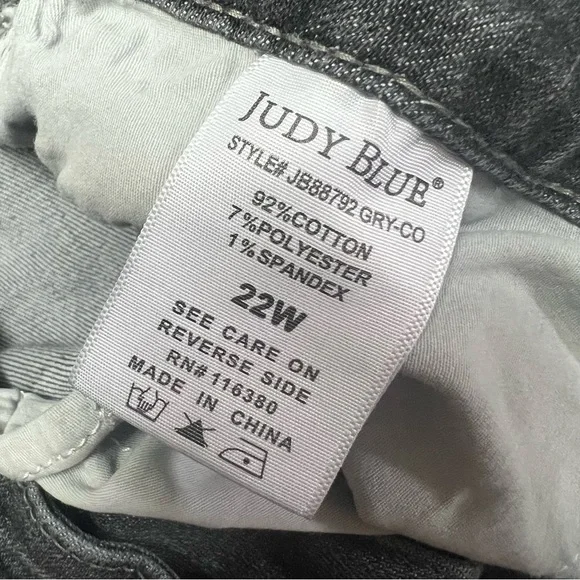 JUDY BLUE®
STYLE# JB88792 GRY-CO
92%COTTON
7%POLYESTER
1%SPANDEX
22W
SEE CARE ON
REVERSE SIDE
RN# 116380
MADE IN CHINA